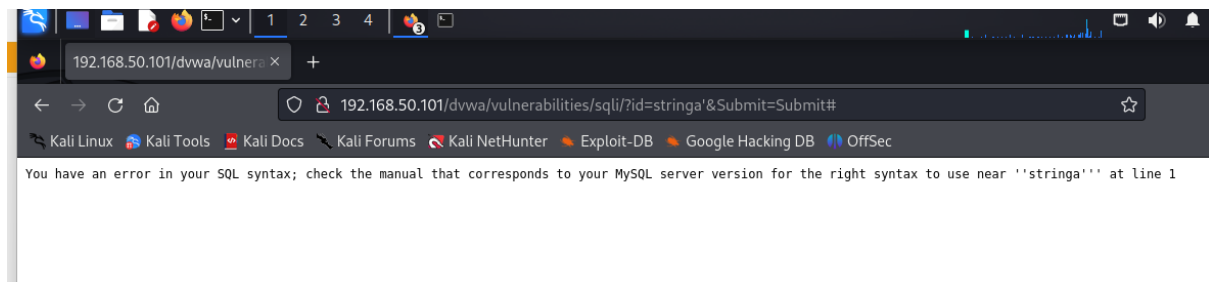 1 2 3 4
192.168.50.101/dvwa/vulnera
192.168.50.101/dvwa/vulnerabilities/sqli/?id=stringa'&Submit=Submit#
Kali Linux Kali Tools Kali Docs Kali Forums Kali NetHunter Exploit-DB Google Hacking DB OffSec
You have an error in your SQL syntax; check the manual that corresponds to your MySQL server version for the right syntax to use near ''stringa''' at line 1